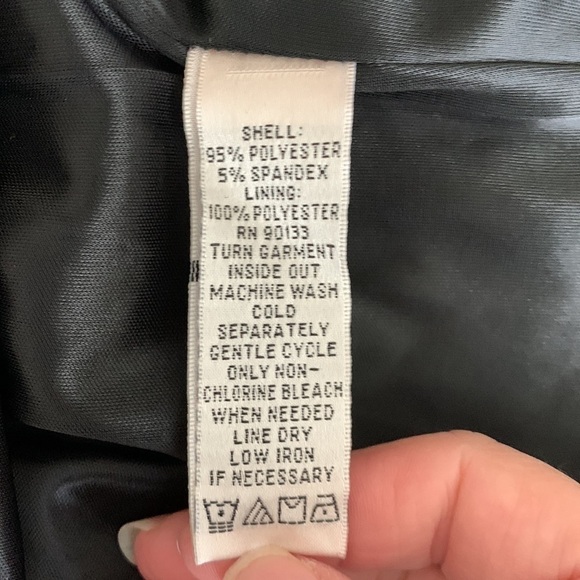 SHELL:
95% POLYESTER
5% SPANDEX
LINING:
100% POLYESTER
RN 90133
TURN GARMENT
INSIDE OUT
MACHINE WASH
COLD
SEPARATELY
GENTLE CYCLE
ONLY NON-
CHLORINE BLEACH
WHEN NEEDED
LINE DRY
LOW IRON
IF NECESSARY